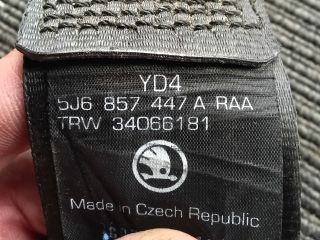 YD4
5J6 857 447 A RAA
TRW 34066181
Made in Czech Republic